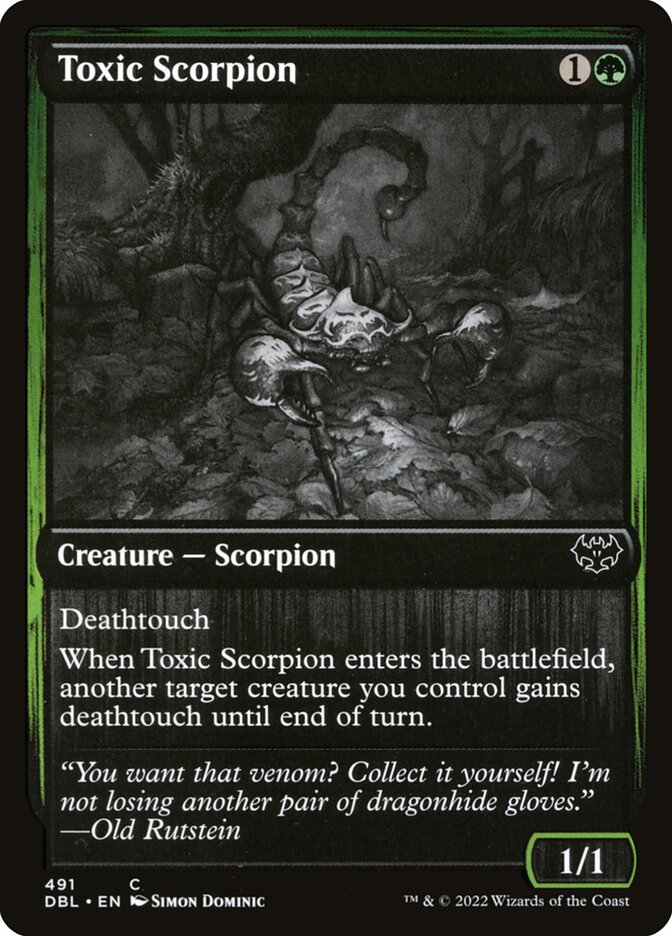 Toxic Scorpion 1
Creature — Scorpion
Deathtouch
When Toxic Scorpion enters the battlefield,
another target creature you control gains
deathtouch until end of turn.
“You want that venom? Collect it yourself! I’m
not losing another pair of dragonhide gloves.”
—Old Rutstein
1/1
491 C
DBL • EN Simon Dominic ™ & © 2022 Wizards of the Coast